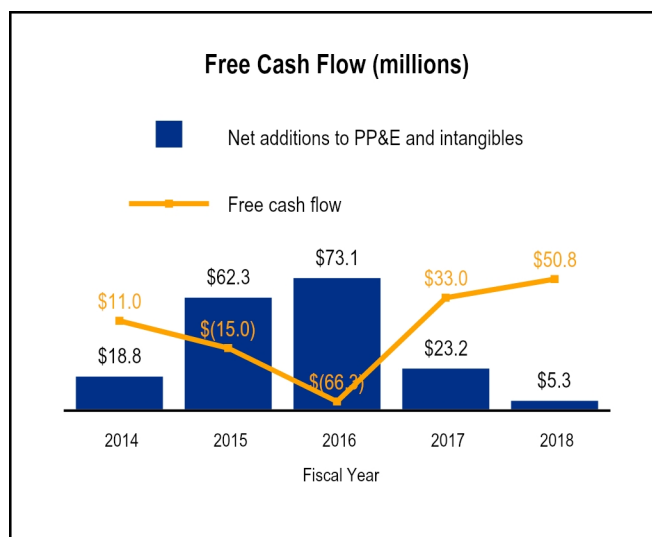 Free Cash Flow (millions)
Net additions to PP&E and intangibles
Free cash flow
$11.0
$18.8
$62.3
$(15.0)
$73.1
$(66.3)
$33.0
$23.2
$50.8
$5.3
2014 2015 2016 2017 2018
Fiscal Year